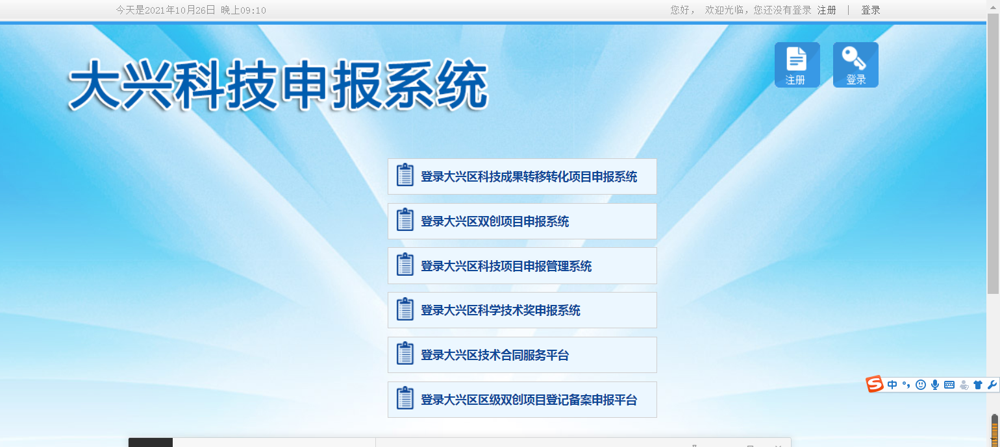 今天是2021年10月26日 晚上09:10
您好， 欢迎光临，您还没有登录 注册 | 登录
大兴科技申报系统
注册
登录
登录大兴区科技成果转移转化项目申报系统
登录大兴区双创项目申报系统
登录大兴区科技项目申报管理系统
登录大兴区科学技术奖申报系统
登录大兴区技术合同服务平台
登录大兴区区级双创项目登记备案申报平台
S 中